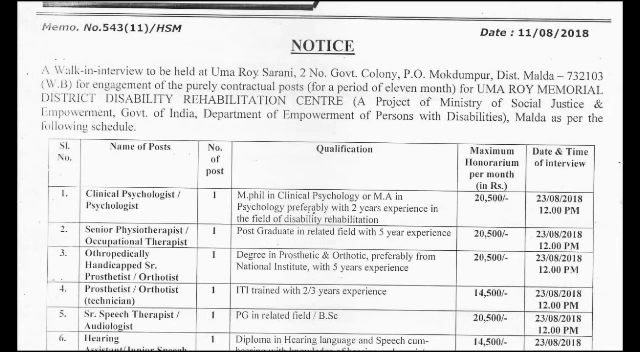 Memo. No.543(11)/HSM
Date : 11/08/2018
NOTICE
A Walk-in-interview to be held at Uma Roy Sarani, 2 No. Govt. Colony, P.O. Mokdumpur, Dist. Malda – 732103
(W.B) for engagement of the purely contractual posts (for a period of eleven month) for UMA ROY MEMORIAL
DISTRICT DISABILITY REHABILITATION CENTRE (A Project of Ministry of Social Justice &
Empowerment, Govt. of India, Department of Empowerment of Persons with Disabilities), Malda as per the
following schedule.
Sl. No. Name of Posts No. of post Qualification Maximum Honorarium per month (in Rs.) Date & Time of interview
1. Clinical Psychologist / Psychologist 1 M.phil in Clinical Psychology or M.A in Psychology preferably with 2 years experience in the field of disability rehabilitation 20,500/- 23/08/2018 12.00 PM
2. Senior Physiotherapist / Occupational Therapist 1 Post Graduate in related field with 5 year experience 20,500/- 23/08/2018 12.00 PM
3. Othropedically Handicapped Sr. Prosthetist / Orthotist 1 Degree in Prosthetic & Orthotic, preferably from National Institute, with 5 years experience 20,500/- 23/08/2018 12.00 PM
4. Prosthetist / Orthotist (technician) 1 ITI trained with 2/3 years experience 14,500/- 23/08/2018 12.00 PM
5. Sr. Speech Therapist / Audiologist 1 PG in related field / B.Sc 20,500/- 23/08/2018 12.00 PM
6. Hearing Assistant/Junior Speech 1 Diploma in Hearing language and Speech cum- 14,500/- 23/08/2018 12.00 PM